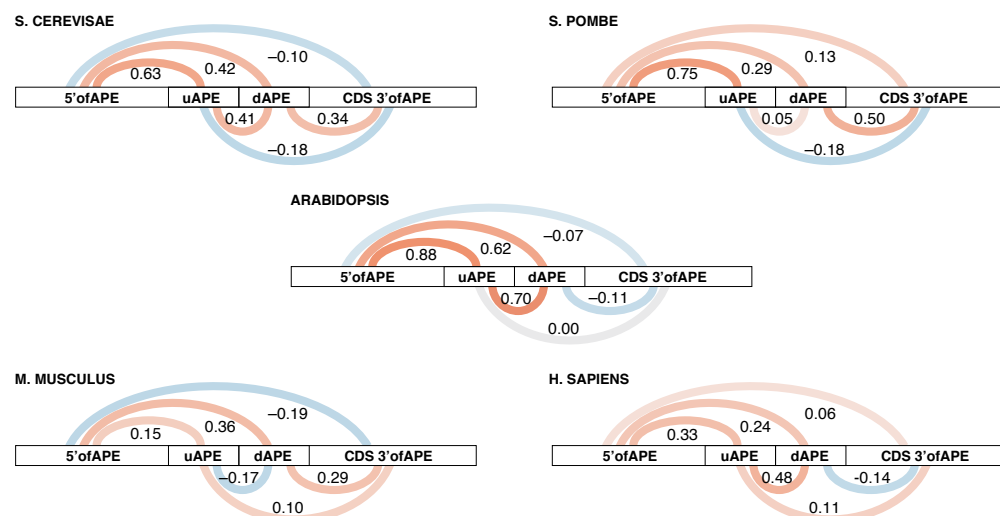 S. CEREVISAE
–0.10
0.42
0.63
5'ofAPE uAPE dAPE CDS 3'ofAPE
0.41 0.34
–0.18
S. POMBE
0.13
0.29
0.75
5'ofAPE uAPE dAPE CDS 3'ofAPE
0.05 0.50
–0.18
ARABIDOPSIS
–0.07
0.62
0.88
5'ofAPE uAPE dAPE CDS 3'ofAPE
0.70 –0.11
0.00
M. MUSCULUS
–0.19
0.36
0.15
5'ofAPE uAPE dAPE CDS 3'ofAPE
–0.17 0.29
0.10
H. SAPIENS
0.06
0.24
0.33
5'ofAPE uAPE dAPE CDS 3'ofAPE
0.48 -0.14
0.11